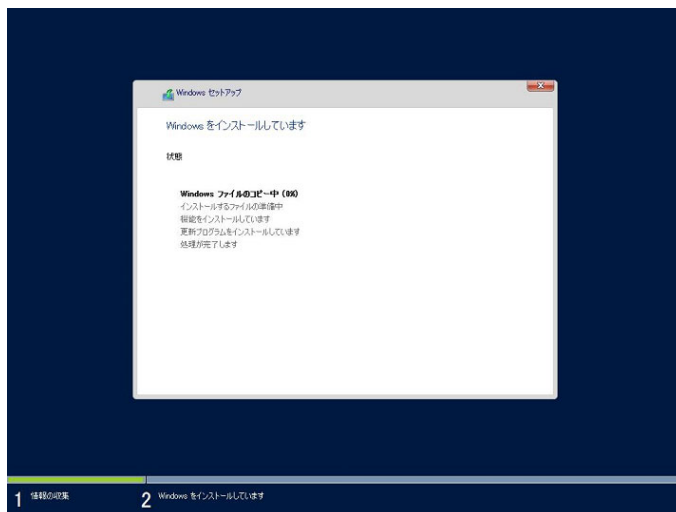 Windows セットアップ
Windows をインストールしています
状態
Windows ファイルのコピー中 (0%)
インストールするファイルの準備中
機能をインストールしています
更新プログラムをインストールしています
処理が完了します
1 情報の収集
2 Windows をインストールしています